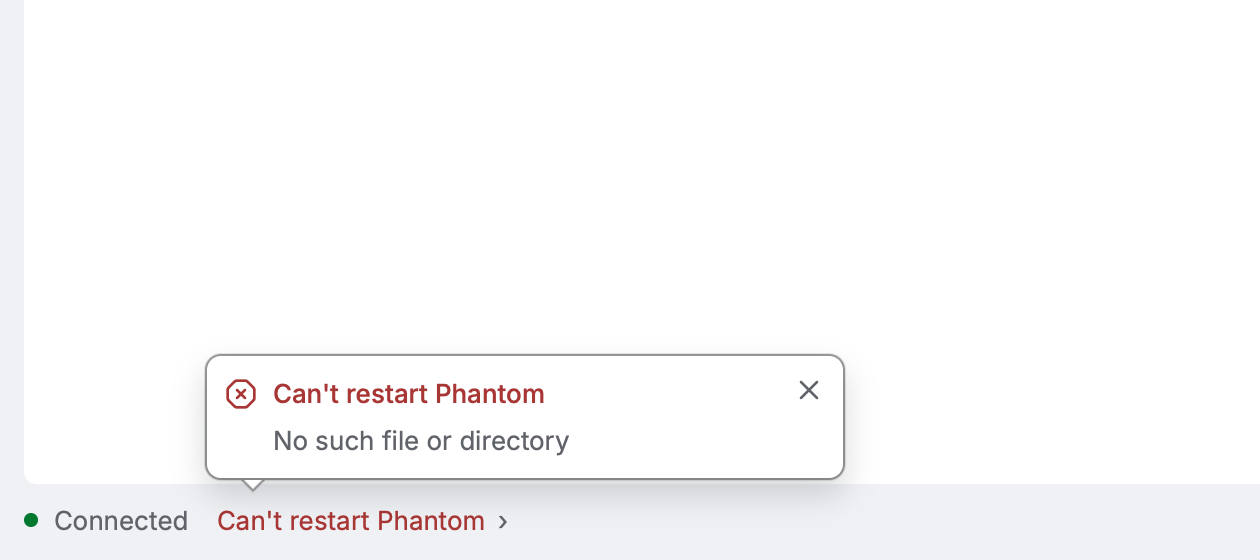 Can't restart Phantom
No such file or directory
Connected Can't restart Phantom ›